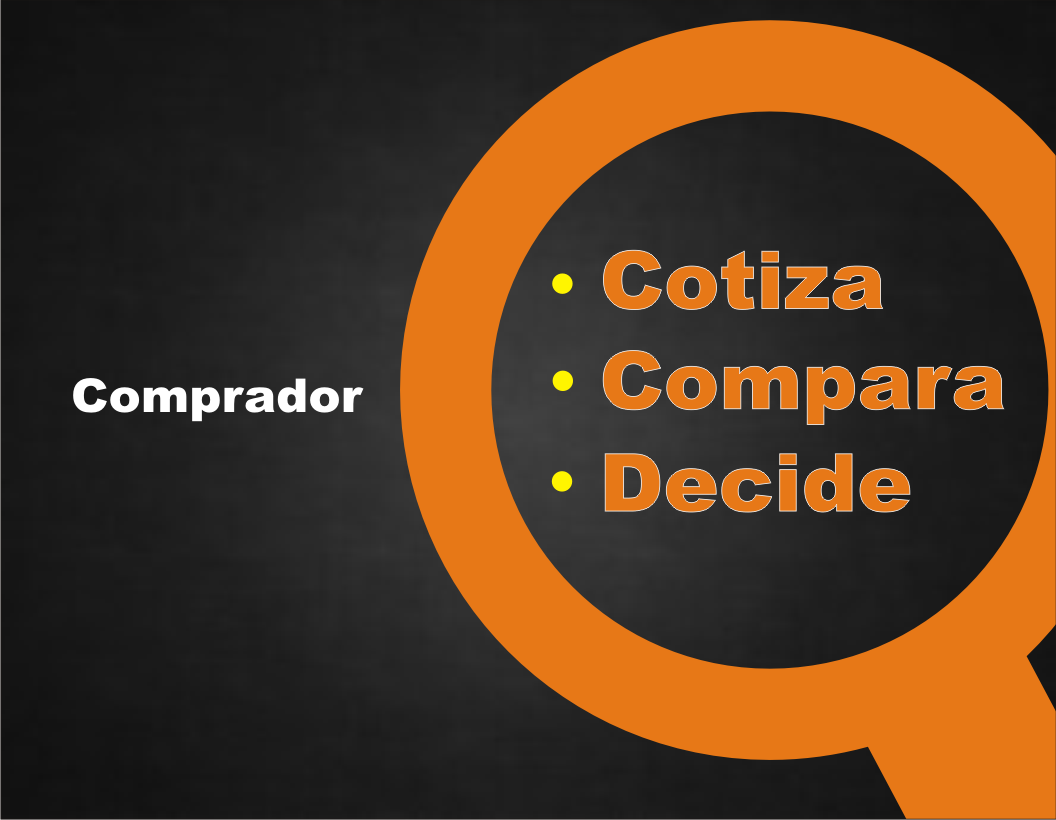 Comprador
• Cotiza
• Compara
• Decide